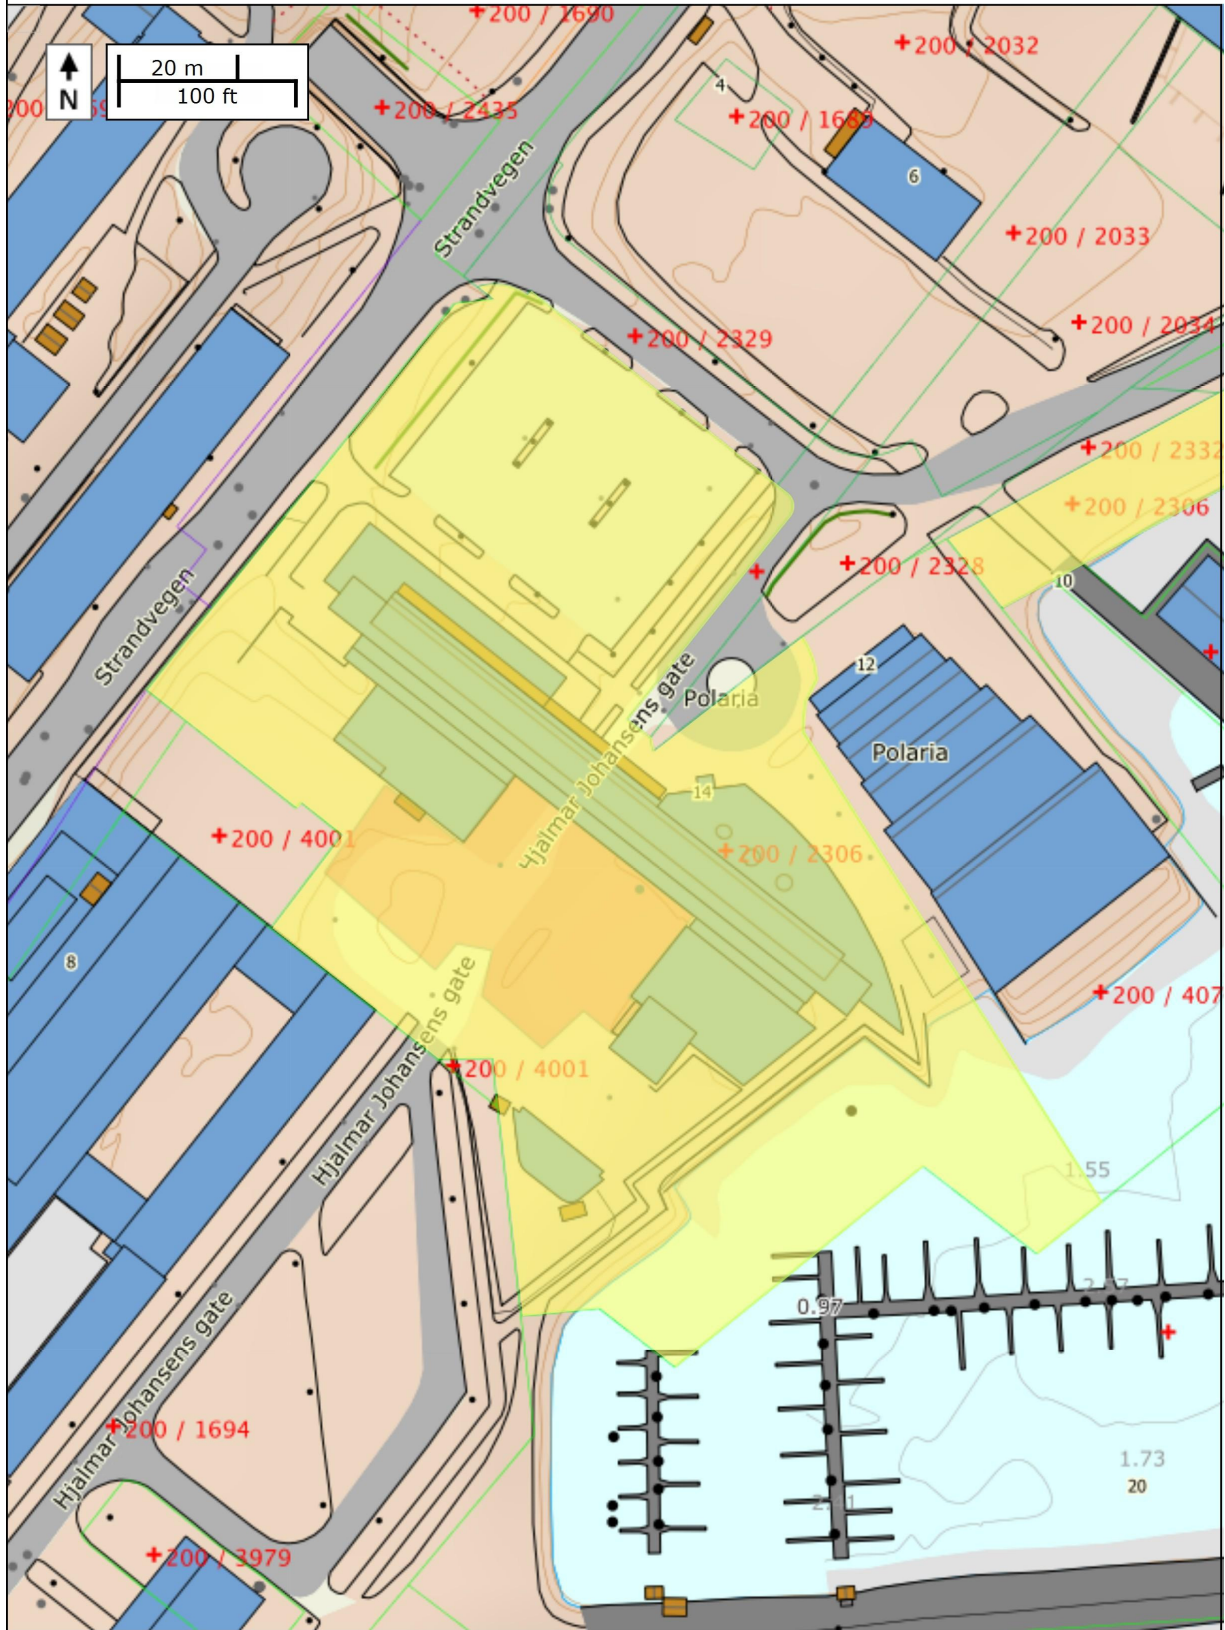 200 / 1690
200 / 2032
20 m
100 ft
N
200 / 2435
4
200 / 1689
6
Strandvegen
200 / 2033
200 / 2034
200 / 2329
200 / 2332
200 / 2306
200 / 2328
10
Strandvegen
12
Hjalmar Johansens gate
Polaria
Polaria
14
200 / 4001
200 / 2306
8
Hjalmar Johansens gate
200 / 407
200 / 4001
1.55
0.97
Hjalmar Johansens gate
200 / 1694
1.73
20
200 / 3979